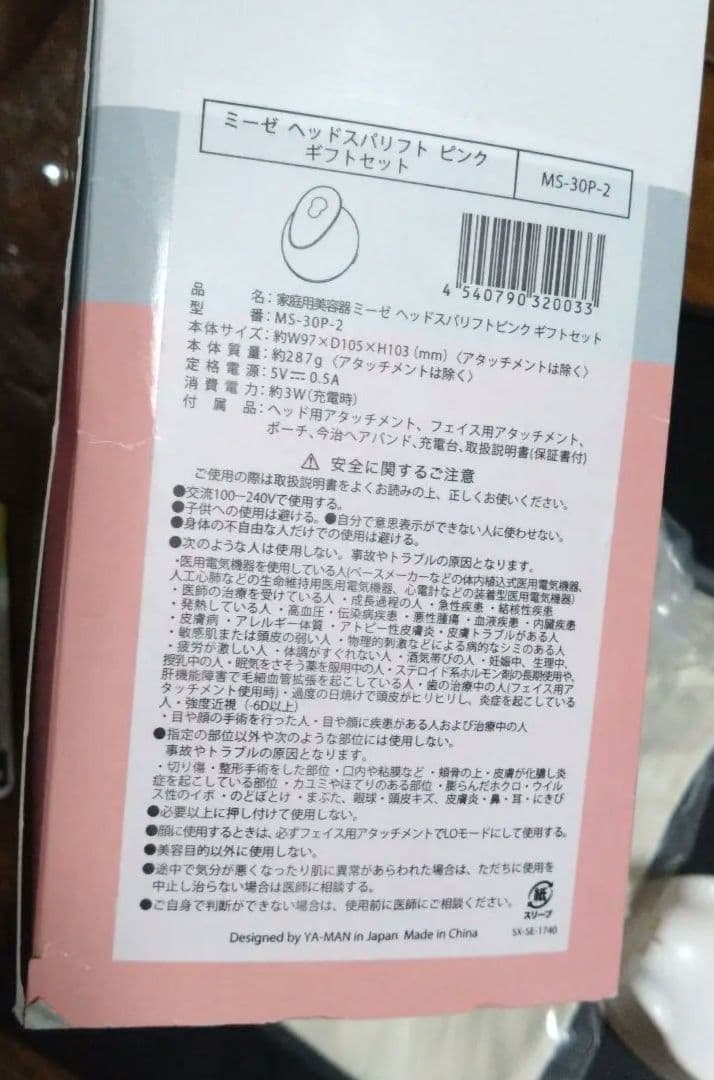 ミーゼ ヘッドスパリフト ピンク
ギフトセット
MS-30P-2
4 540790 320033
品名：家庭用美容器 ミーゼ ヘッドスパリフトピンク ギフトセット
型番：MS-30P-2
本体サイズ：約W97×D105×H103（mm）〈アタッチメントは除く〉
本体質量：約287g〈アタッチメントは除く〉
定格電源：5V⎓0.5A
消費電力：約3W（充電時）
付属品：ヘッド用アタッチメント、フェイス用アタッチメント、
ポーチ、今治ヘアバンド、充電台、取扱説明書(保証書付)
⚠ 安全に関するご注意
ご使用の際は取扱説明書をよくお読みの上、正しくお使いください。
●交流100ー240Vで使用する。
●子供への使用は避ける。●自分で意思表示ができない人に使わせない。
●身体の不自由な人だけでの使用は避ける。
●次のような人は使用しない。事故やトラブルの原因となります。
・医用電気機器を使用している人(ペースメーカーなどの体内植込式医用電気機器、
人工心肺などの生命維持用医用電気機器、心電計などの装着型医用電気機器)
・医師の治療を受けている人・成長過程の人・急性疾患・結核性疾患
・発熱している人・高血圧・伝染病疾患・悪性腫瘍・血液疾患・内臓疾患
・皮膚病・アレルギー体質・アトピー性皮膚炎・皮膚トラブルがある人
・敏感肌または頭皮の弱い人・物理的刺激などによる病的なシミのある人
・疲労が激しい人・体調がすぐれない人・酒気帯びの人・妊娠中、生理中、
授乳中の人・眠気をさそう薬を服用中の人・ステロイド系ホルモン剤の長期使用や、
肝機能障害で毛細血管拡張を起こしている人・歯の治療中の人(フェイス用ア
タッチメント使用時)・過度の日焼けで頭皮がヒリヒリし、炎症を起こしている
人・強度近視（-6D以上）
・目や顔の手術を行った人・目や顔に疾患がある人および治療中の人
●指定の部位以外や次のような部位には使用しない。
事故やトラブルの原因となります。
・切り傷・整形手術をした部位・口内や粘膜など・頬骨の上・皮膚が化膿し炎
症を起こしている部位・カユミやほてりのある部位・膨らんだホクロ・ウイル
ス性のイボ・のどぼとけ・まぶた、眼球・頭皮キズ、皮膚炎・鼻・耳・にきび
●必要以上に押し付けて使用しない。
●顔に使用するときは、必ずフェイス用アタッチメントでLOモードにして使用する。
●美容目的以外に使用しない。
●途中で気分が悪くなったり肌に異常があらわれた場合は、ただちに使用を
中止し治らない場合は医師に相談する。
●ご自身で判断ができない場合は、使用前に医師にご相談ください。
紙
スリーブ
Designed by YA-MAN in Japan Made in China
SX-SE-1740